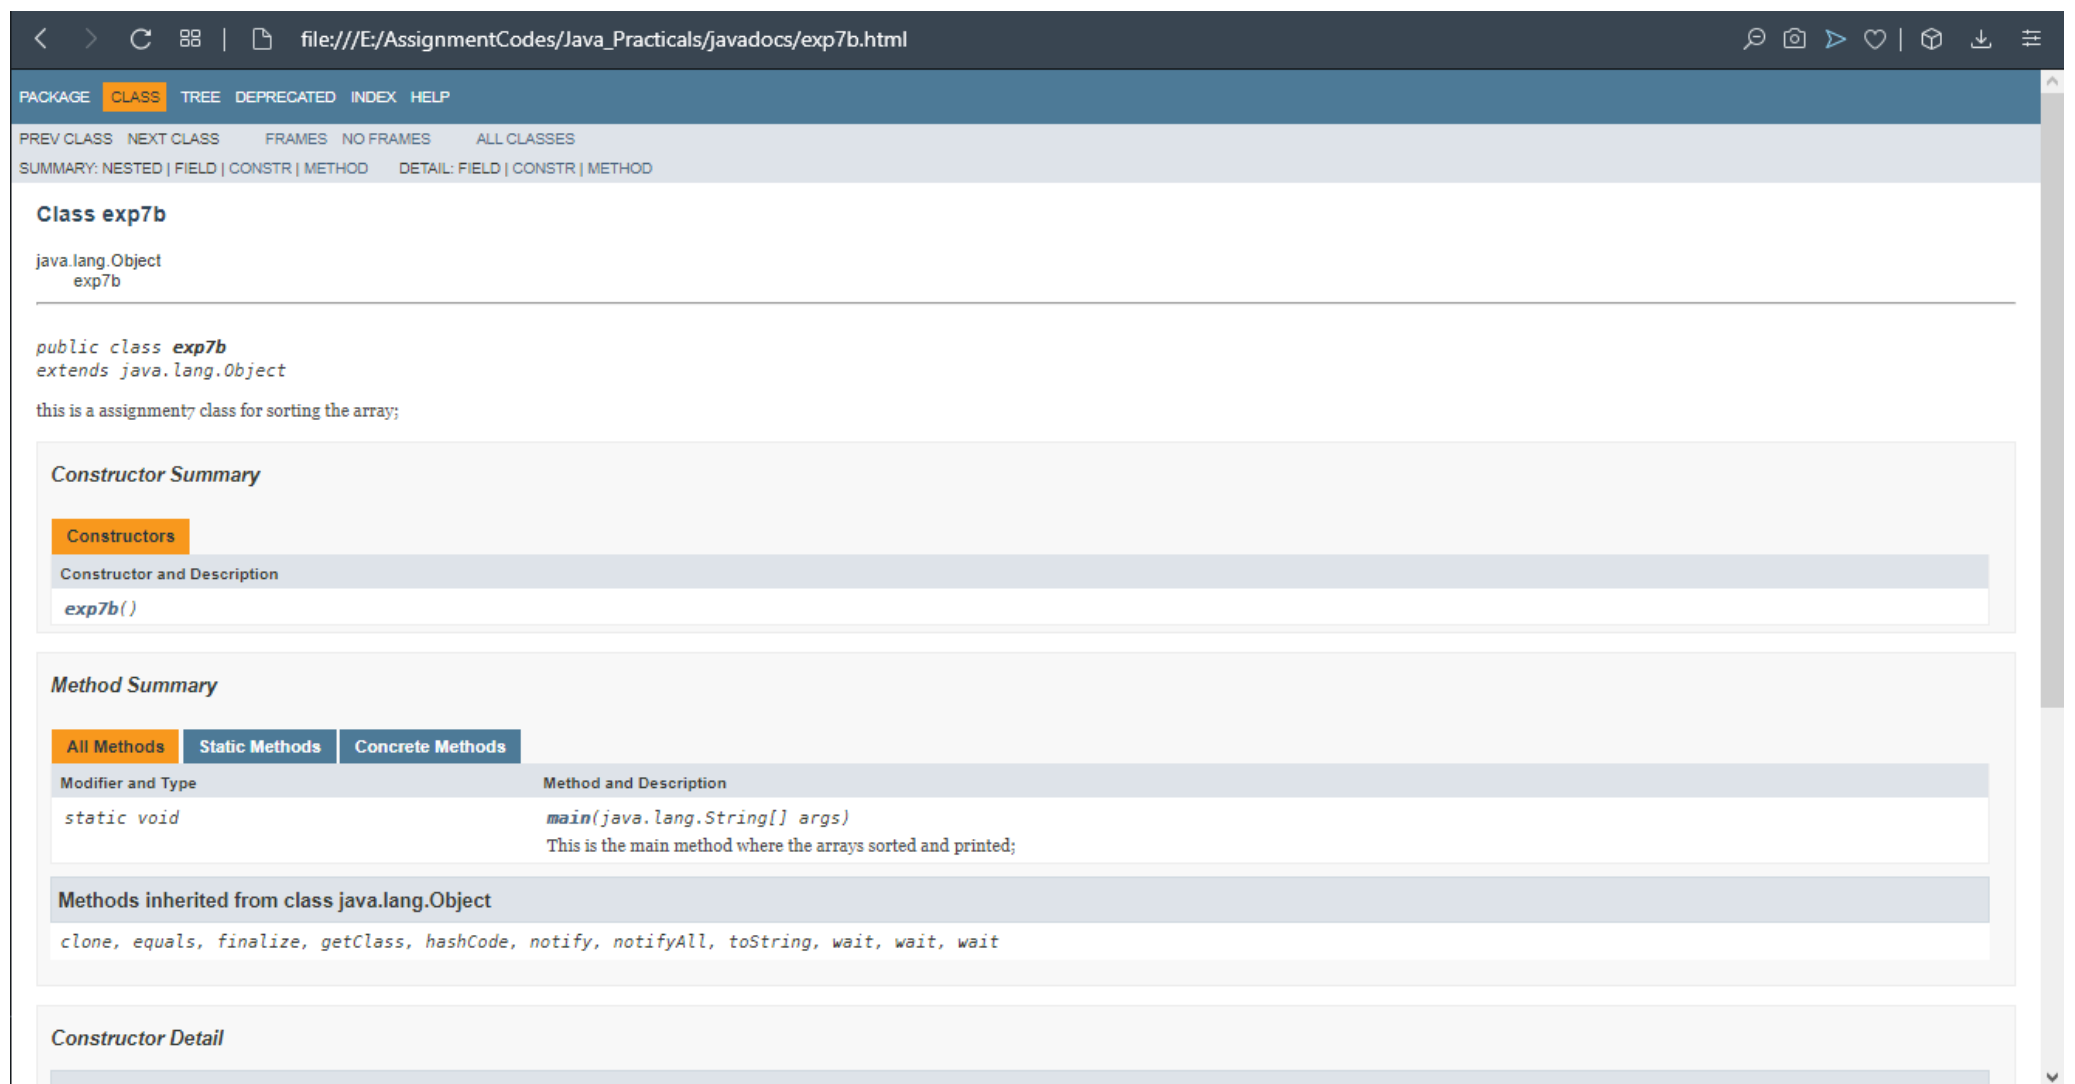 file:///E:/AssignmentCodes/Java_Practicals/javadocs/exp7b.html
PACKAGE CLASS TREE DEPRECATED INDEX HELP
PREV CLASS NEXT CLASS FRAMES NO FRAMES ALL CLASSES
SUMMARY: NESTED | FIELD | CONSTR | METHOD DETAIL: FIELD | CONSTR | METHOD
Class exp7b
java.lang.Object
exp7b
public class exp7b
extends java.lang.Object
this is a assignment7 class for sorting the array;
Constructor Summary
Constructors
Constructor and Description
exp7b()
Method Summary
All Methods Static Methods Concrete Methods
Modifier and Type Method and Description
static void main(java.lang.String[] args)
This is the main method where the arrays sorted and printed;
Methods inherited from class java.lang.Object
clone, equals, finalize, getClass, hashCode, notify, notifyAll, toString, wait, wait, wait
Constructor Detail